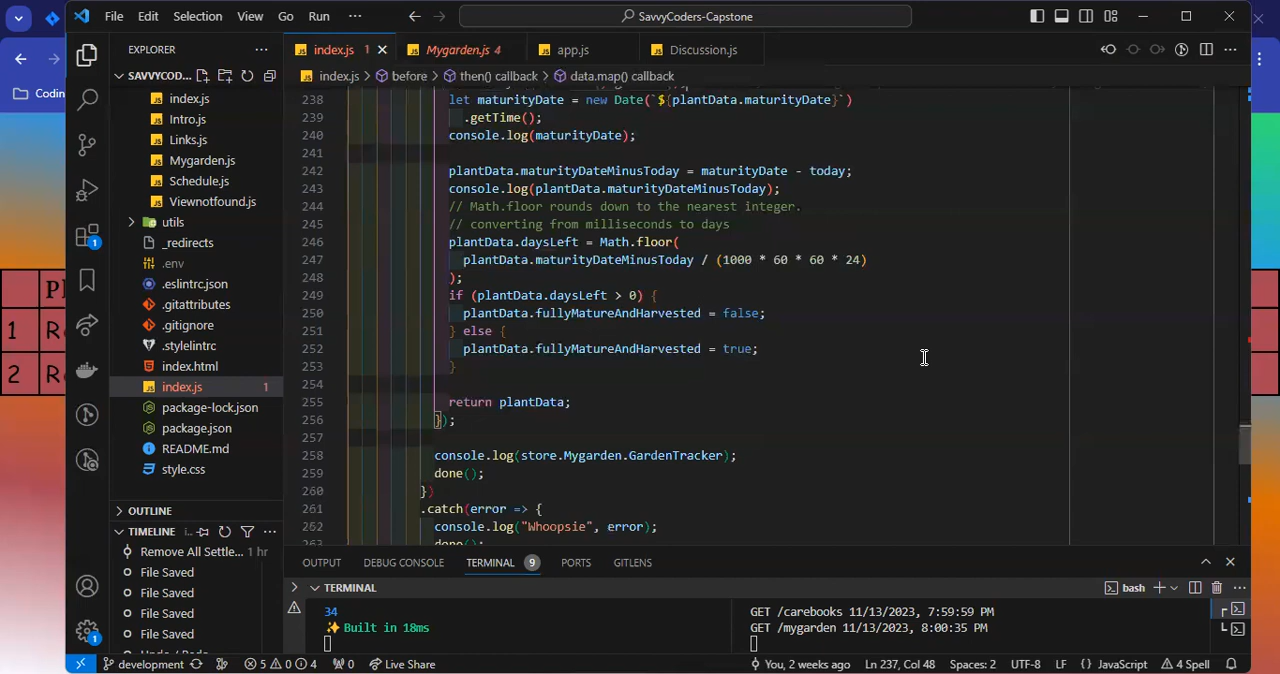 File Edit Selection View Go Run ··· SavvyCoders-Capstone
Codin
EXPLORER ···
SAVVYCOD...
index.js
Intro.js
Links.js
Mygarden.js
Schedule.js
Viewnotfound.js
utils
_redirects
.env
.eslintrc.json
.gitattributes
.gitignore
.stylelintrc
index.html
index.js 1
package-lock.json
package.json
README.md
style.css
OUTLINE
TIMELINE
Remove All Settle... 1 hr
File Saved
File Saved
File Saved
File Saved
1
1
2
index.js 1
Mygarden.js 4
app.js
Discussion.js
index.js > before > then() callback > data.map() callback
238 let maturityDate = new Date(`${plantData.maturityDate}`)
239 .getTime();
240 console.log(maturityDate);
241
242 plantData.maturityDateMinusToday = maturityDate - today;
243 console.log(plantData.maturityDateMinusToday);
244 // Math.floor rounds down to the nearest integer.
245 // converting from milliseconds to days
246 plantData.daysLeft = Math.floor(
247 plantData.maturityDateMinusToday / (1000 * 60 * 60 * 24)
248 );
249 if (plantData.daysLeft > 0) {
250 plantData.fullyMatureAndHarvested = false;
251 } else {
252 plantData.fullyMatureAndHarvested = true;
253 }
254
255 return plantData;
256 });
257
258 console.log(store.Mygarden.GardenTracker);
259 done();
260 })
261 .catch(error => {
262 console.log("Whoopsie", error);
OUTPUT DEBUG CONSOLE TERMINAL 9 PORTS GITLENS
TERMINAL bash
34
✨ Built in 18ms
GET /carebooks 11/13/2023, 7:59:59 PM
GET /mygarden 11/13/2023, 8:00:35 PM
development 5 0 4 0 Live Share You, 2 weeks ago Ln 237, Col 48 Spaces: 2 UTF-8 LF {} JavaScript 4 Spell